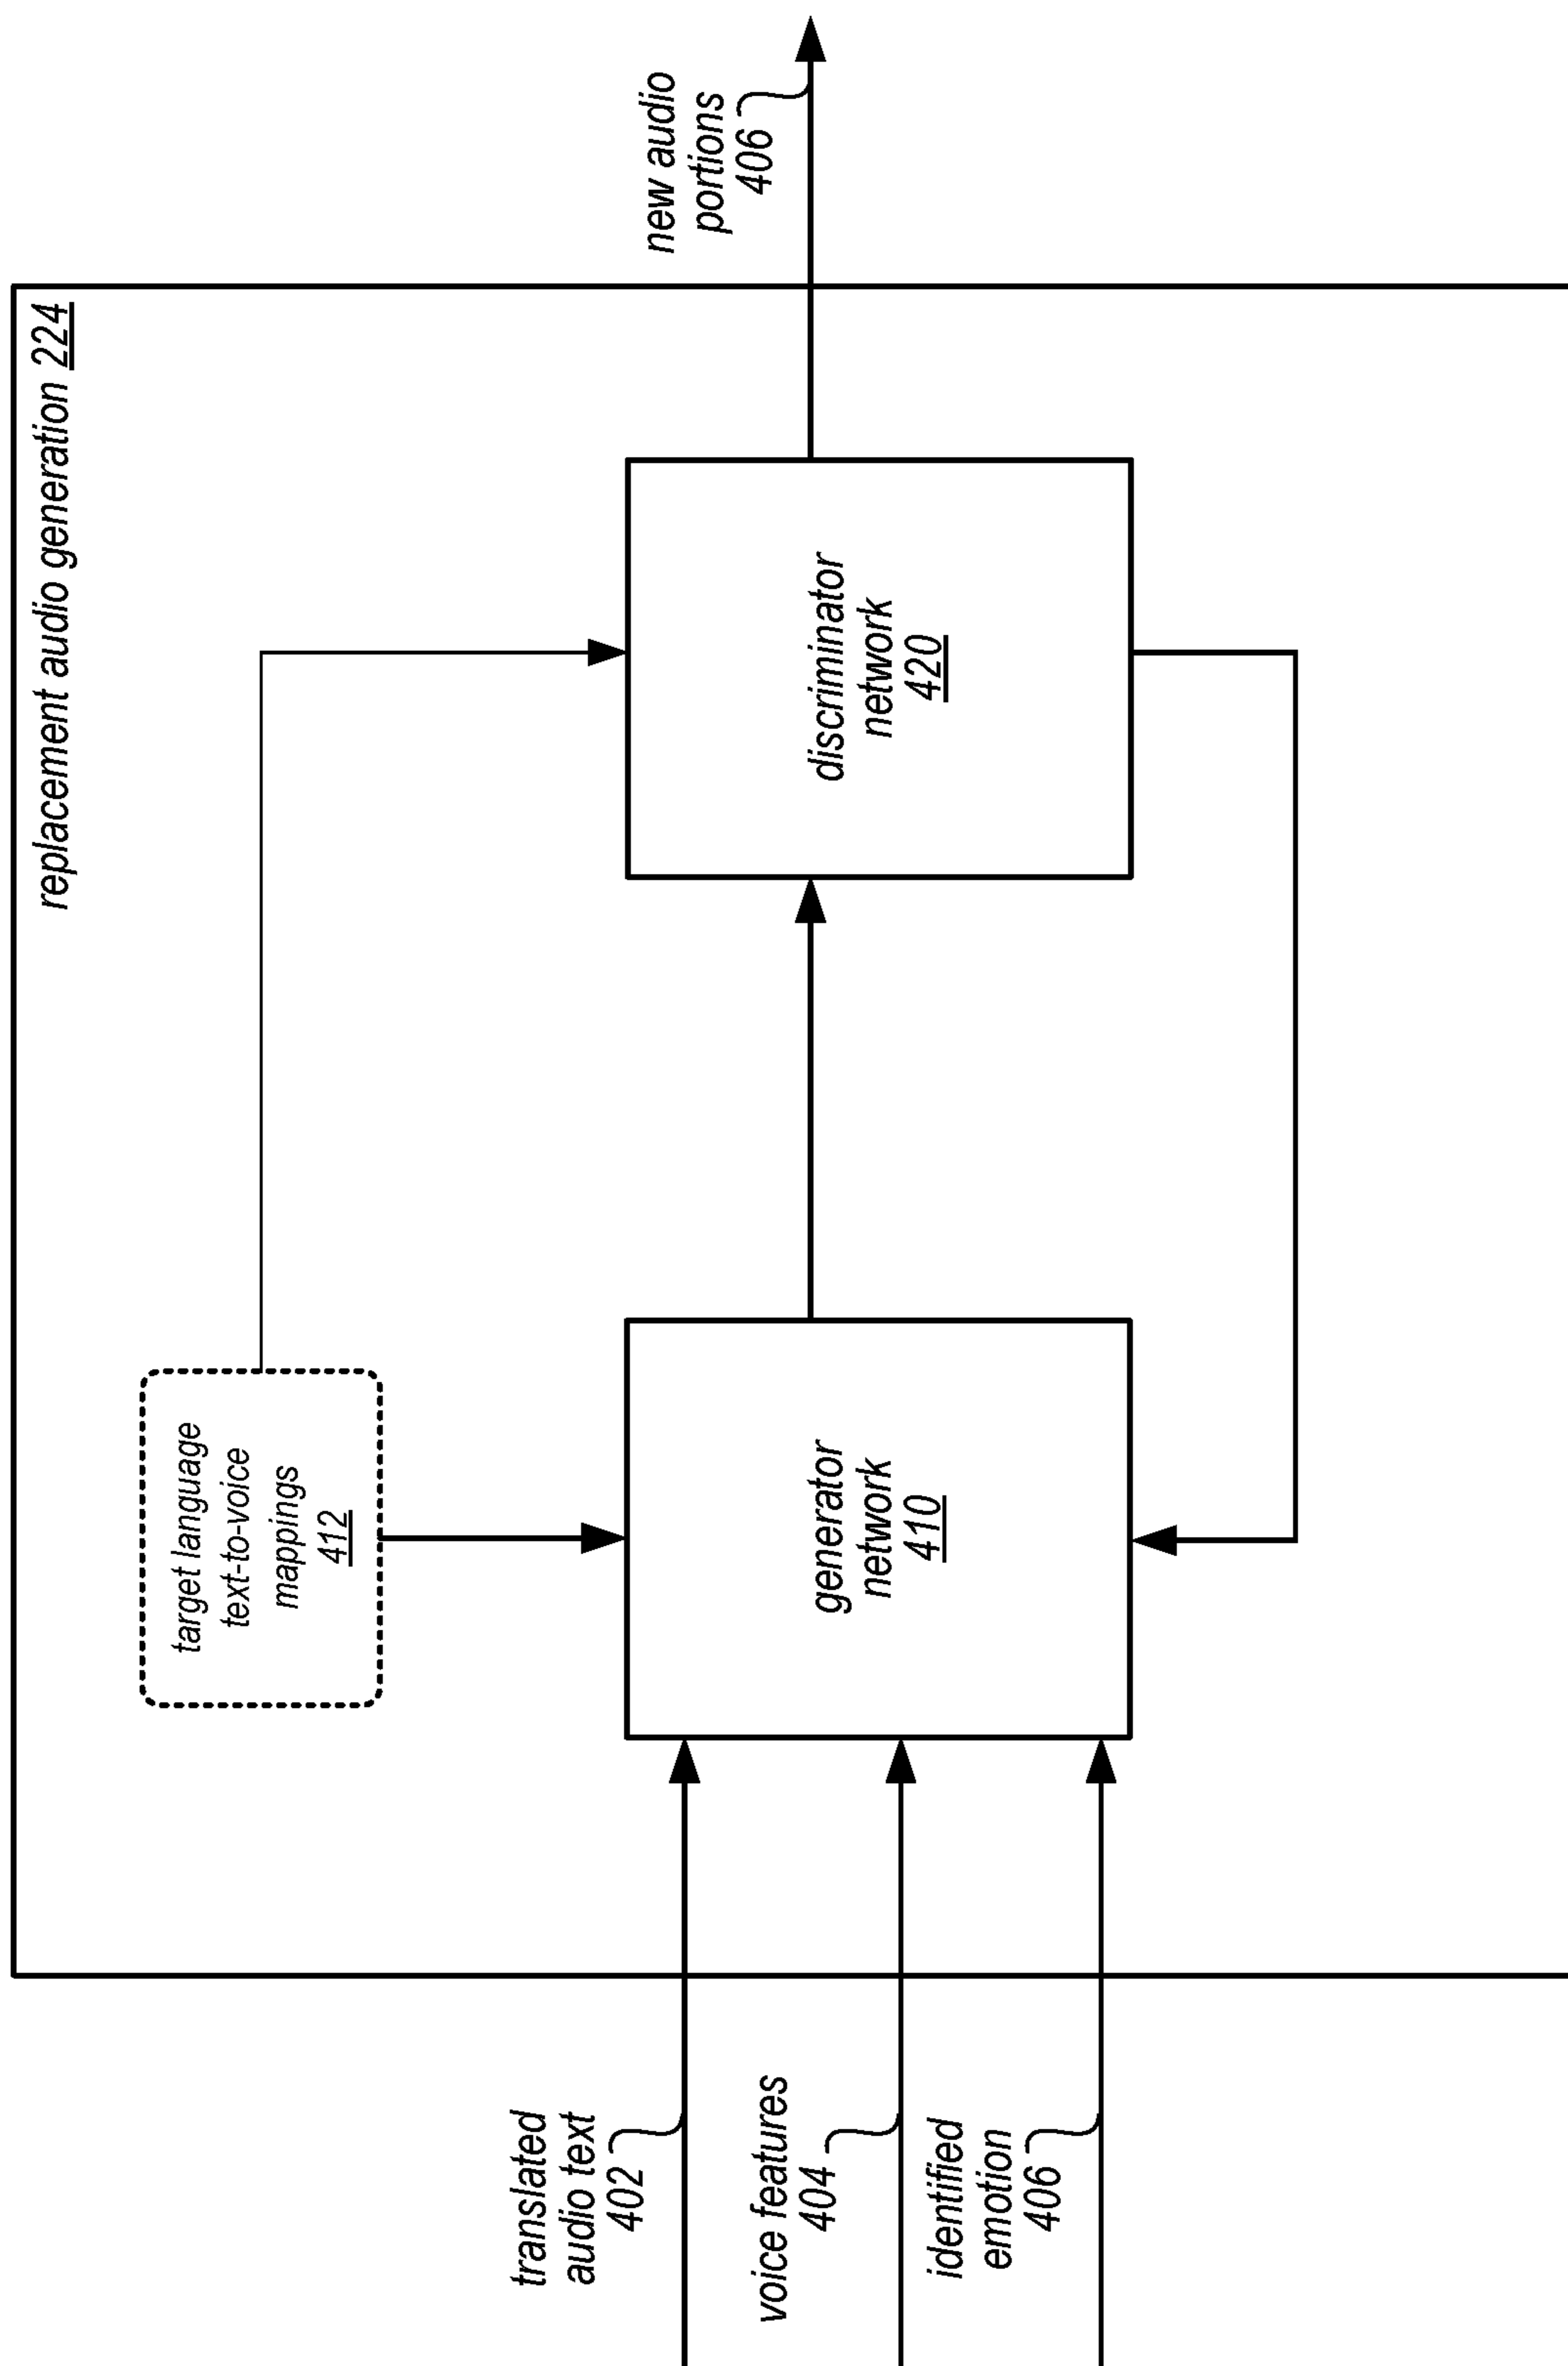 replacement audio generation 224
target language
text-to-voice
mappings
412
translated
audio text
402
voice features
404
identified
emotion
406
generator
network
410
discriminator
network
420
new audio
portions
406